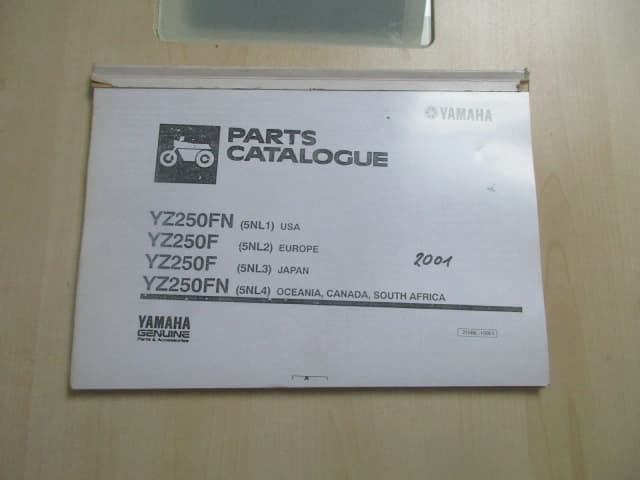 YAMAHA
PARTS
CATALOGUE
YZ250FN (5NL1) USA
YZ250F (5NL2) EUROPE
YZ250F (5NL3) JAPAN
YZ250FN (5NL4) OCEANIA, CANADA, SOUTH AFRICA
2001
YAMAHA
GENUINE
Parts & Accessories
A